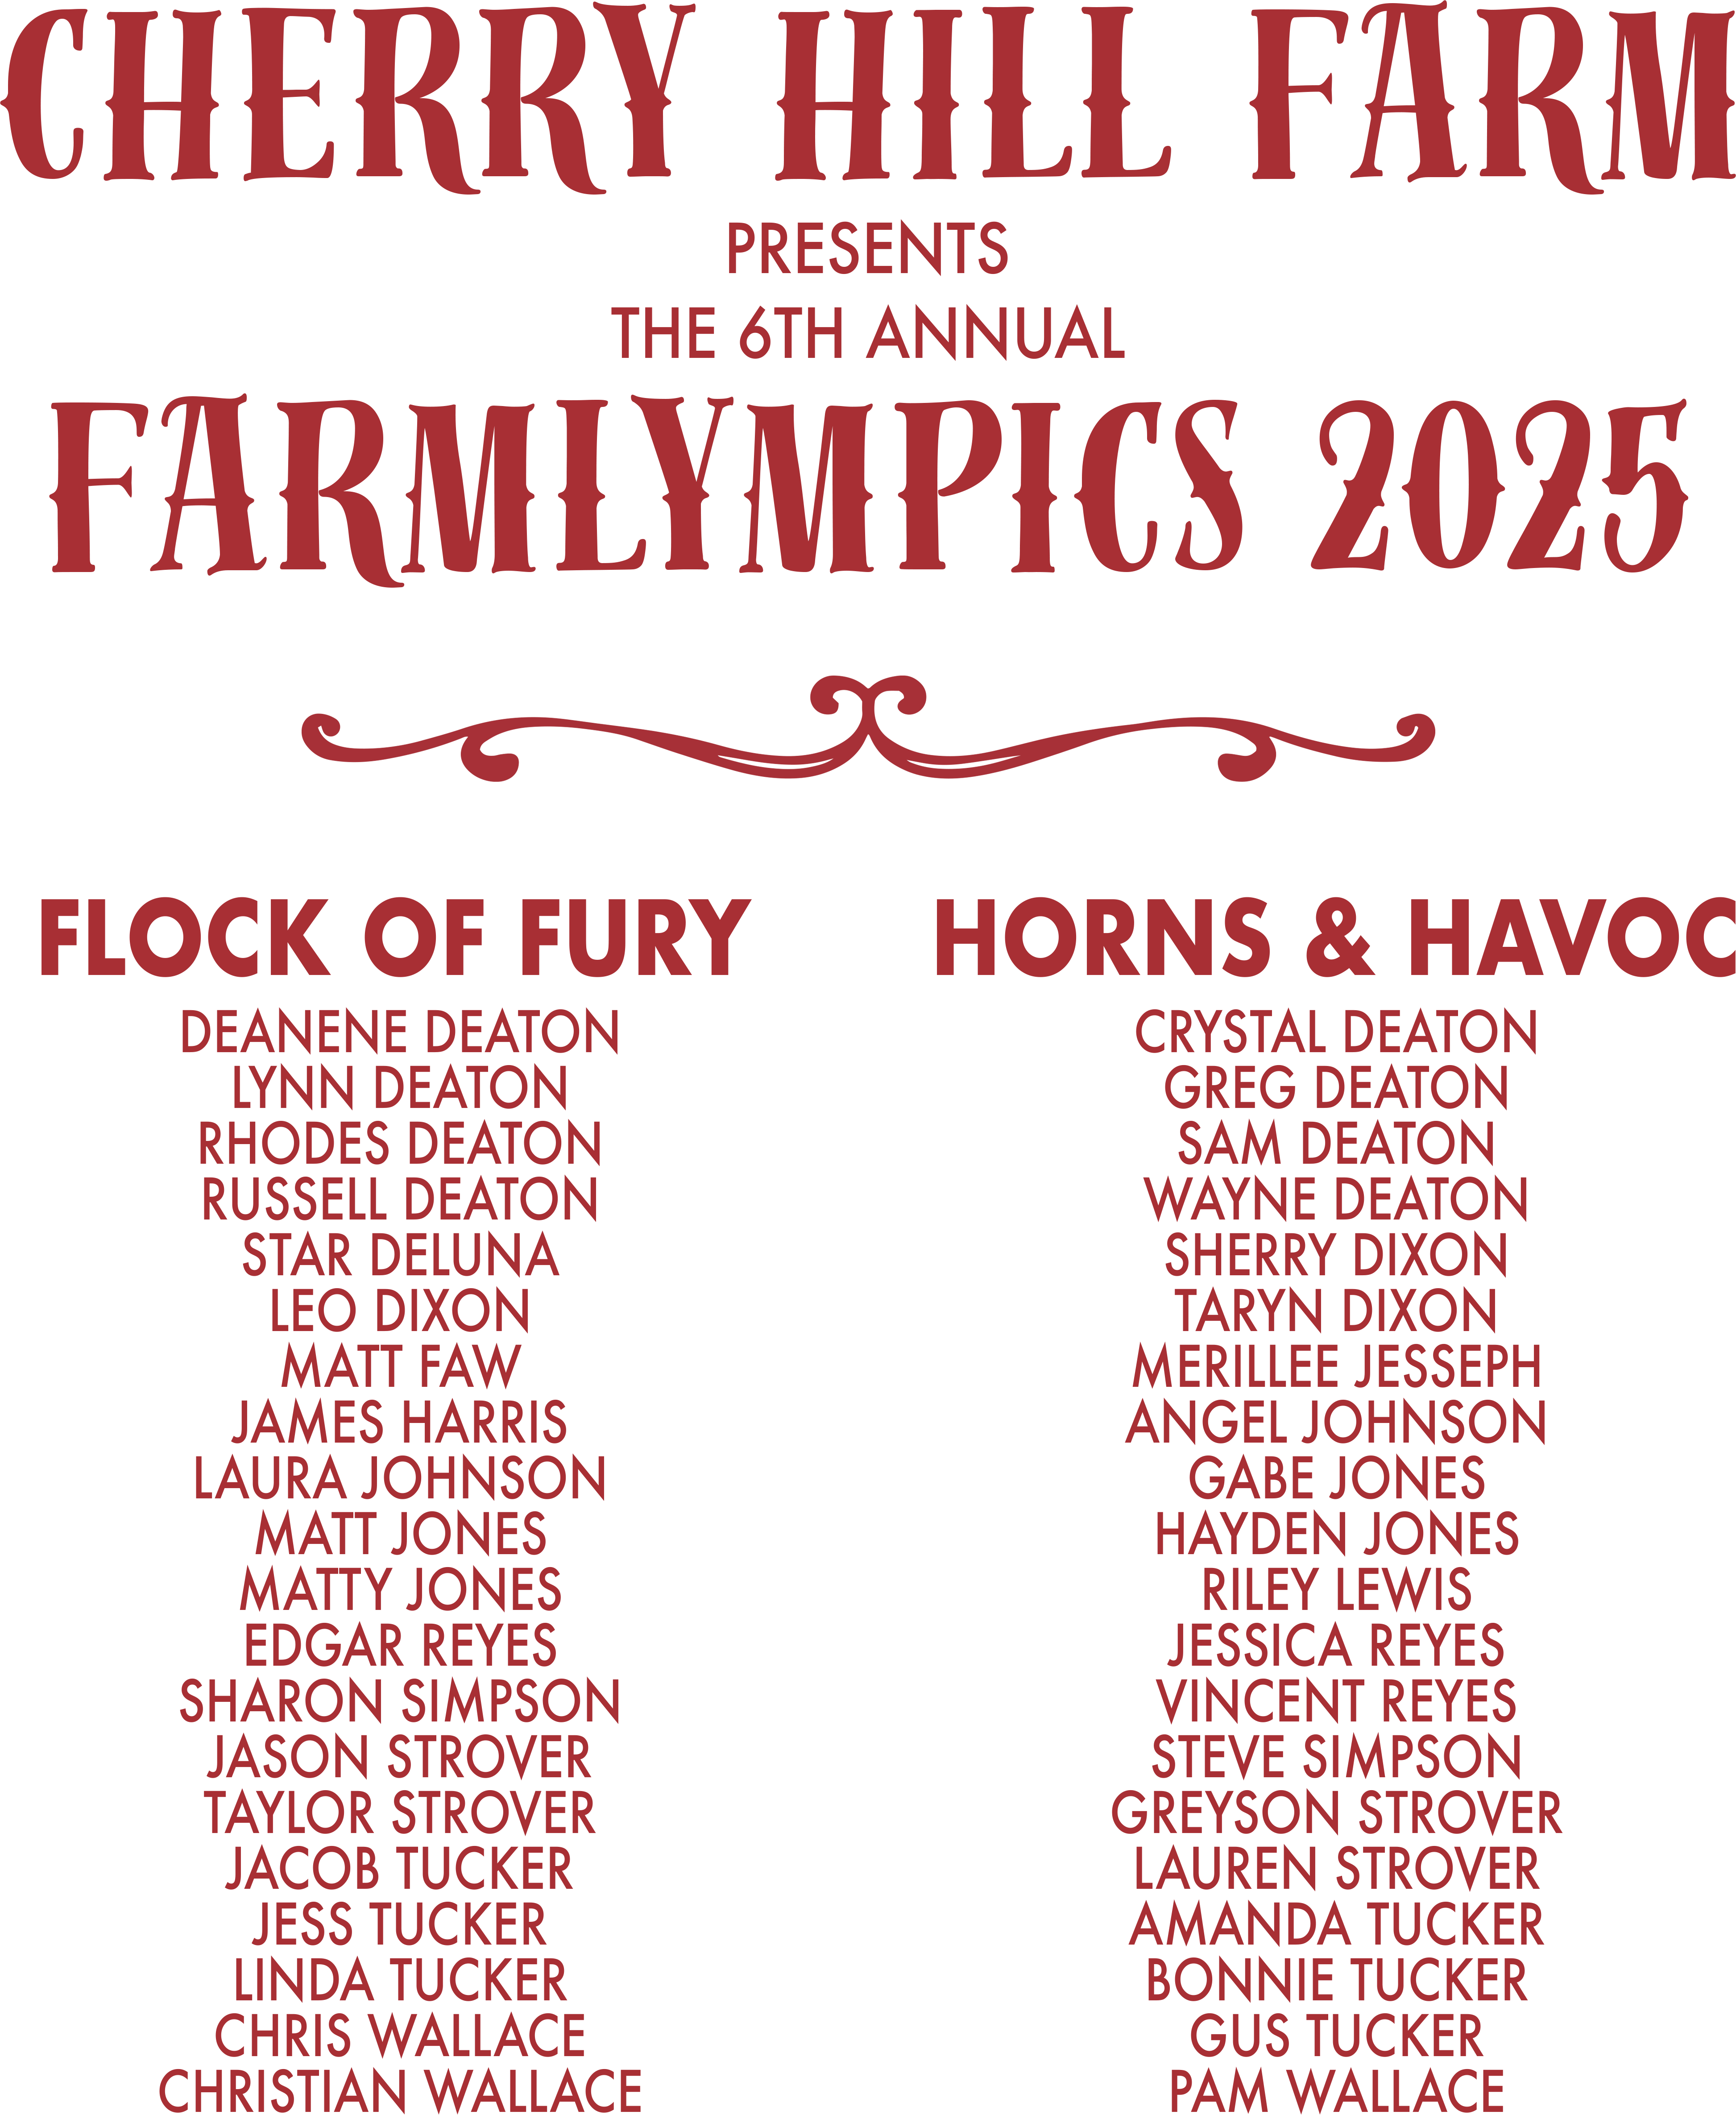 CHERRY HILL FARM
PRESENTS
THE 6TH ANNUAL
FARMLYMPICS 2025
FLOCK OF FURY
DEANENE DEATON
LYNN DEATON
RHODES DEATON
RUSSELL DEATON
STAR DELUNA
LEO DIXON
MATT FAW
JAMES HARRIS
LAURA JOHNSON
MATT JONES
MATTY JONES
EDGAR REYES
SHARON SIMPSON
JASON STROVER
TAYLOR STROVER
JACOB TUCKER
JESS TUCKER
LINDA TUCKER
CHRIS WALLACE
CHRISTIAN WALLACE
HORNS & HAVOC
CRYSTAL DEATON
GREG DEATON
SAM DEATON
WAYNE DEATON
SHERRY DIXON
TARYN DIXON
MERILLEE JESSEPH
ANGEL JOHNSON
GABE JONES
HAYDEN JONES
RILEY LEWIS
JESSICA REYES
VINCENT REYES
STEVE SIMPSON
GREYSON STROVER
LAUREN STROVER
AMANDA TUCKER
BONNIE TUCKER
GUS TUCKER
PAM WALLACE